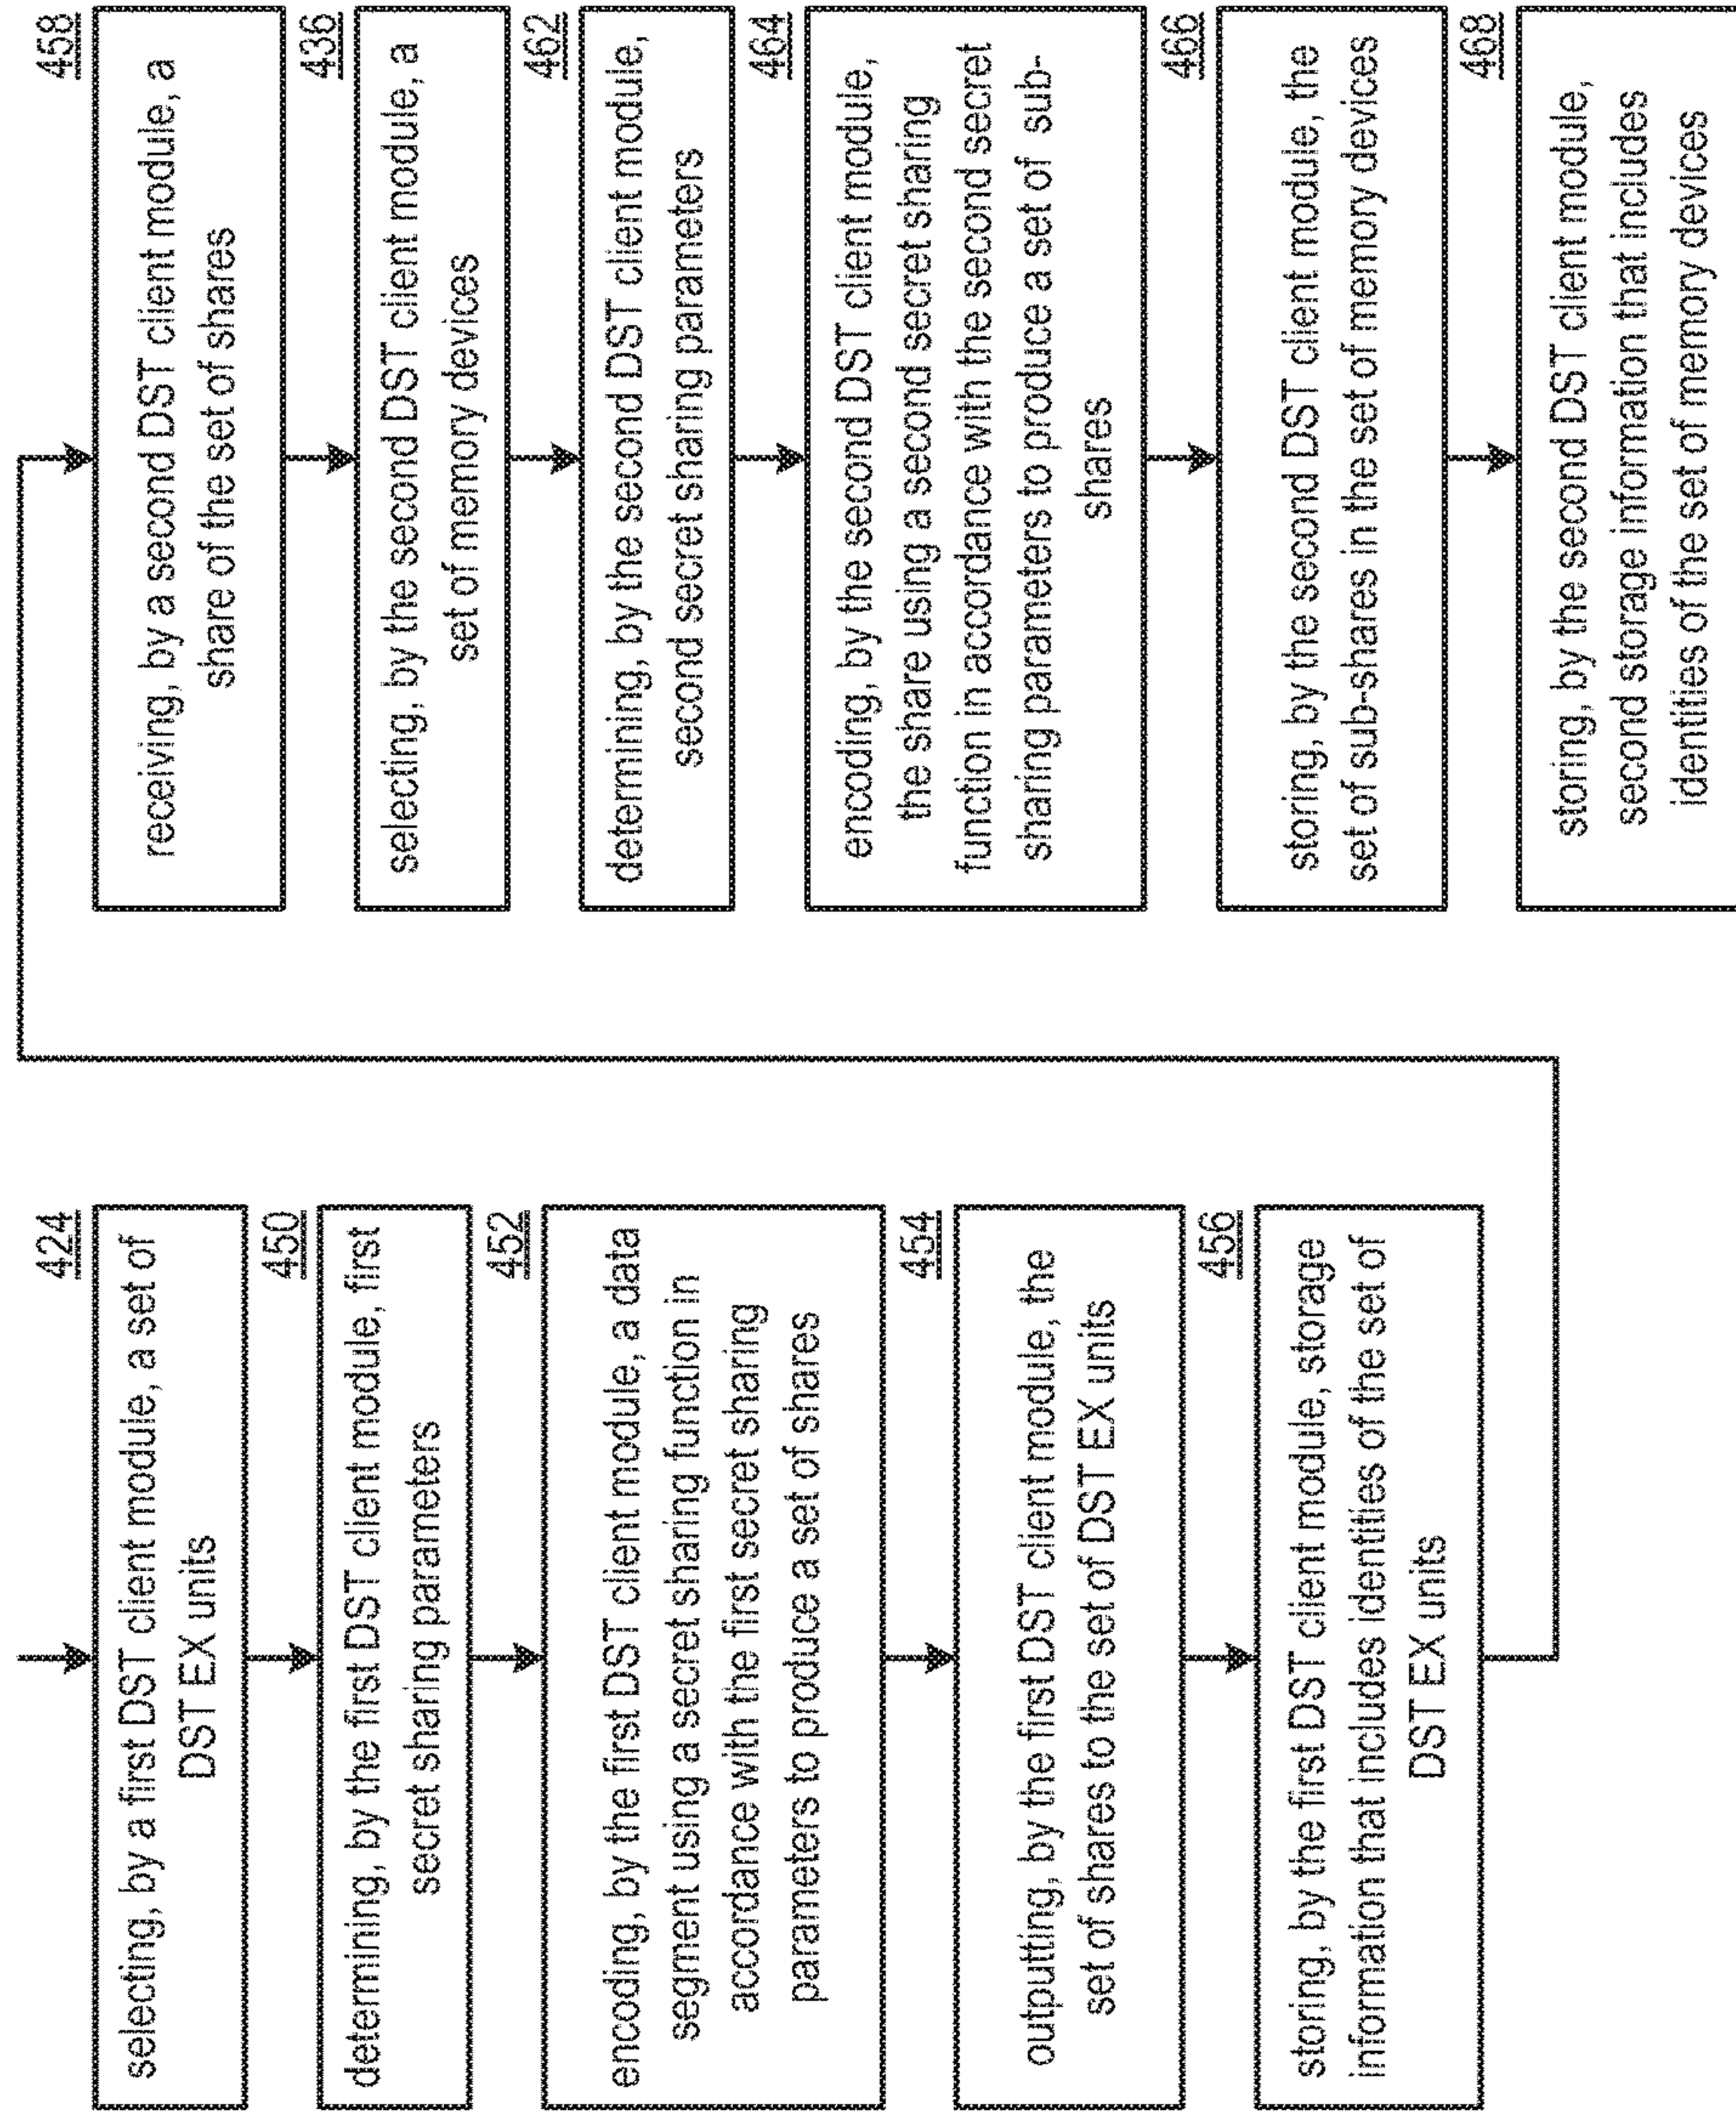 424
selecting, by a first DST client module, a set of
DST EX units
450
determining, by the first DST client module, first
secret sharing parameters
452
encoding, by the first DST client module, a data
segment using a secret sharing function in
accordance with the first secret sharing
parameters to produce a set of shares
454
outputting, by the first DST client module, the
set of shares to the set of DST EX units
456
storing, by the first DST client module, storage
information that includes identities of the set of
DST EX units
458
receiving, by a second DST client module, a
share of the set of shares
436
selecting, by the second DST client module, a
set of memory devices
462
determining, by the second DST client module,
second secret sharing parameters
464
encoding, by the second DST client module,
the share using a second secret sharing
function in accordance with the second secret
sharing parameters to produce a set of sub-
shares
466
storing, by the second DST client module, the
set of sub-shares in the set of memory devices
468
storing, by the second DST client module,
second storage information that includes
identities of the set of memory devices